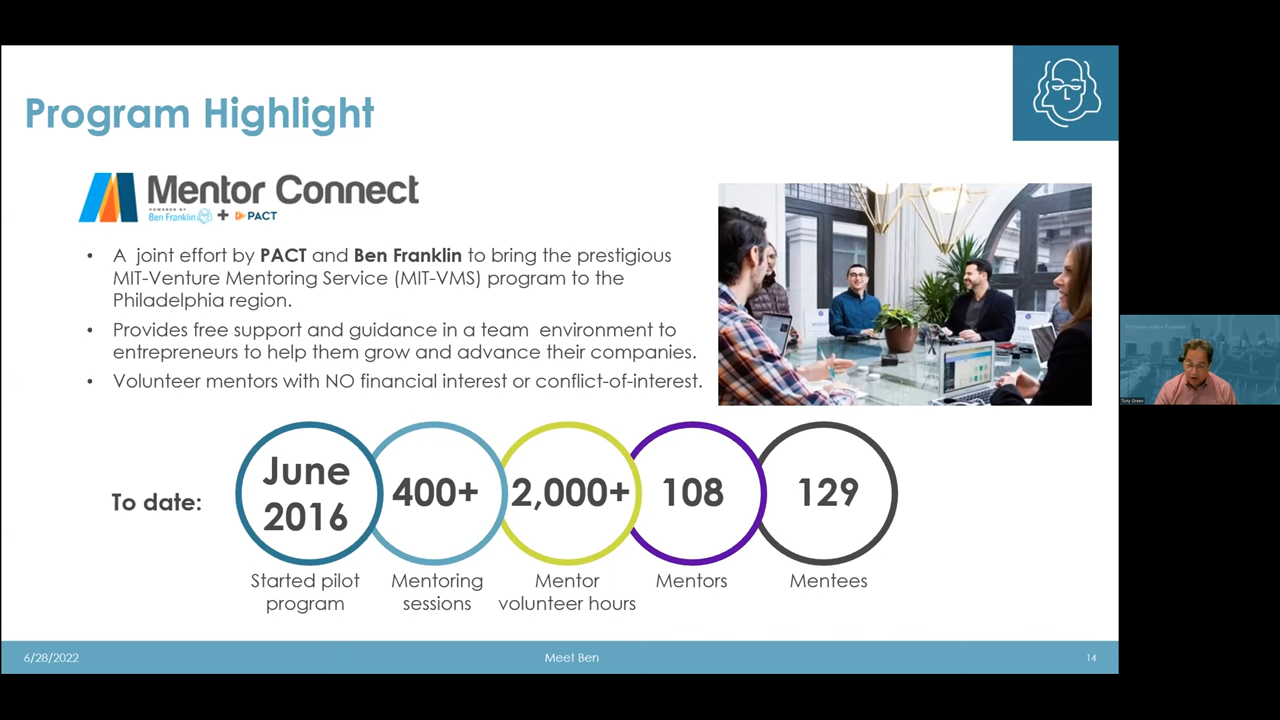 Program Highlight
Mentor Connect
POWERED BY
Ben Franklin + PACT
• A joint effort by PACT and Ben Franklin to bring the prestigious
MIT-Venture Mentoring Service (MIT-VMS) program to the
Philadelphia region.
• Provides free support and guidance in a team environment to
entrepreneurs to help them grow and advance their companies.
• Volunteer mentors with NO financial interest or conflict-of-interest.
To date:
June
2016
400+
2,000+
108
129
Started pilot
program
Mentoring
sessions
Mentor
volunteer hours
Mentors
Mentees
6/28/2022
Meet Ben
14
Tony Green